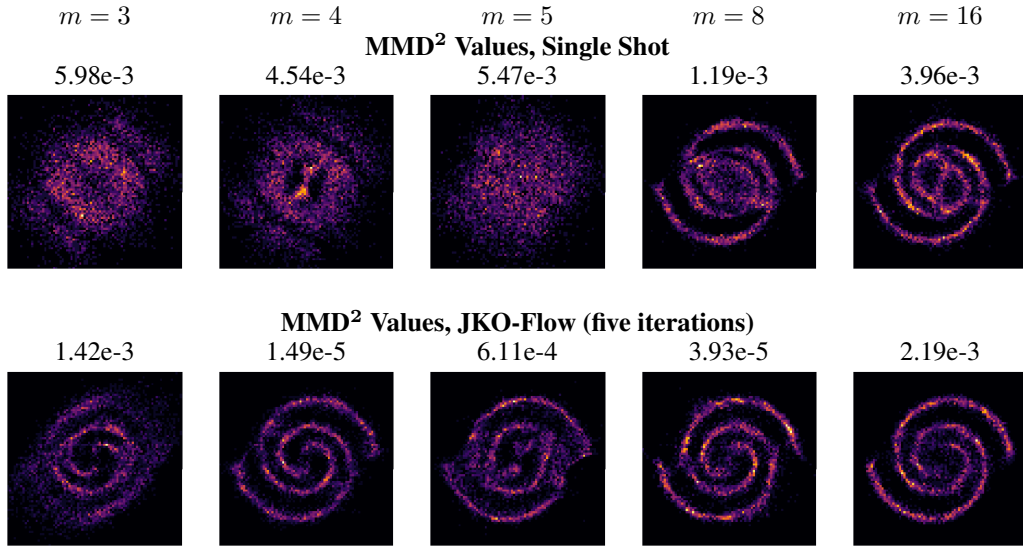 m = 3 m = 4 m = 5 m = 8 m = 16
MMD² Values, Single Shot
5.98e-3 4.54e-3 5.47e-3 1.19e-3 3.96e-3
MMD² Values, JKO-Flow (five iterations)
1.42e-3 1.49e-5 6.11e-4 3.93e-5 2.19e-3